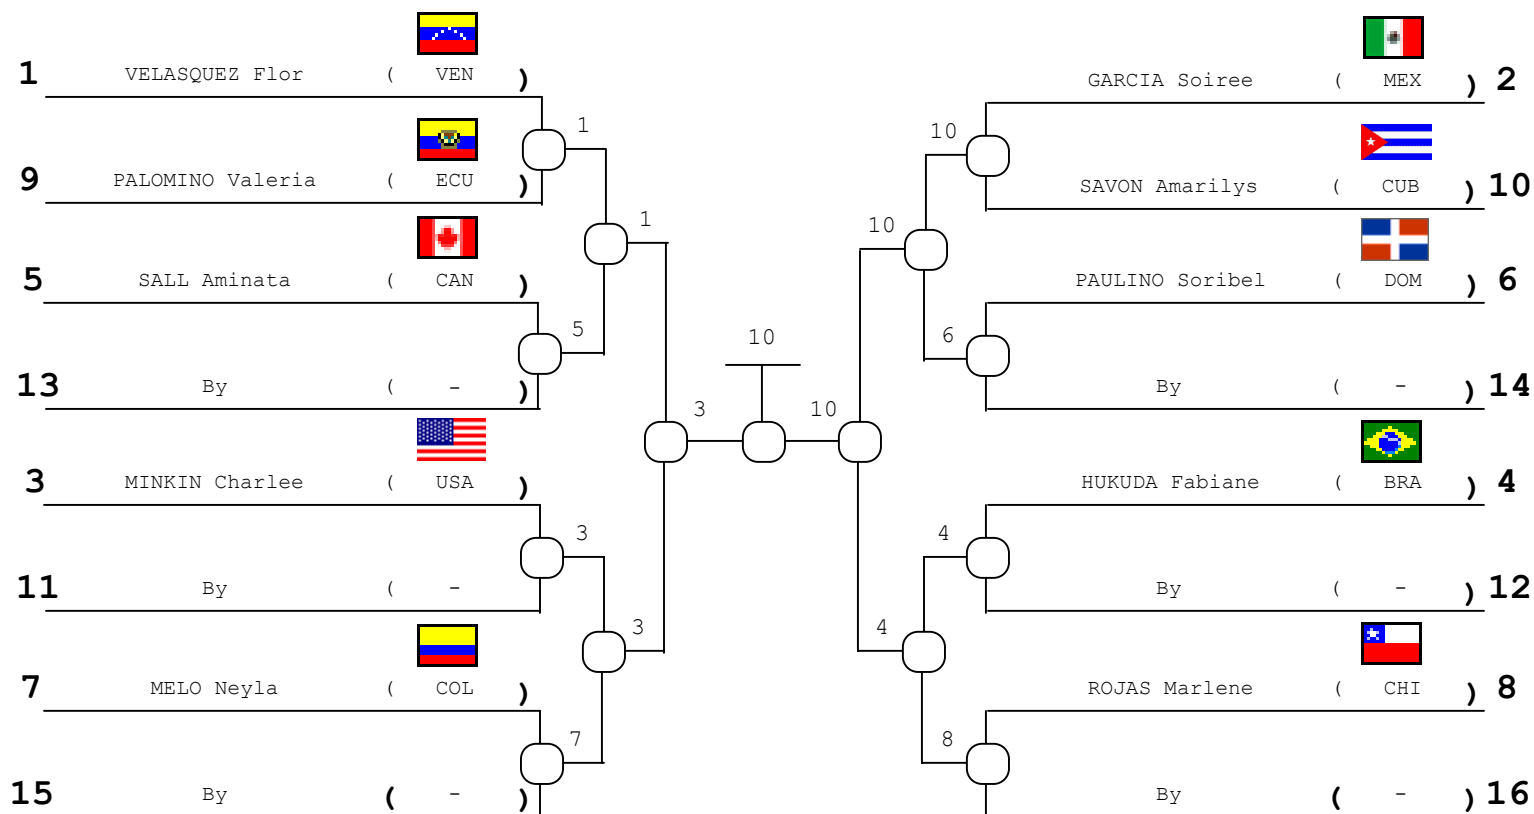 1 VELASQUEZ Flor ( VEN )
9 PALOMINO Valeria ( ECU )
5 SALL Aminata ( CAN )
13 By ( - )
3 MINKIN Charlee ( USA )
11 By ( - )
7 MELO Neyla ( COL )
15 By ( - )
1
5
3
7
1
3
3
10
10
10
4
10
6
4
8
GARCIA Soiree ( MEX ) 2
SAVON Amarilys ( CUB ) 10
PAULINO Soribel ( DOM ) 6
By ( - ) 14
HUKUDA Fabiane ( BRA ) 4
By ( - ) 12
ROJAS Marlene ( CHI ) 8
By ( - ) 16